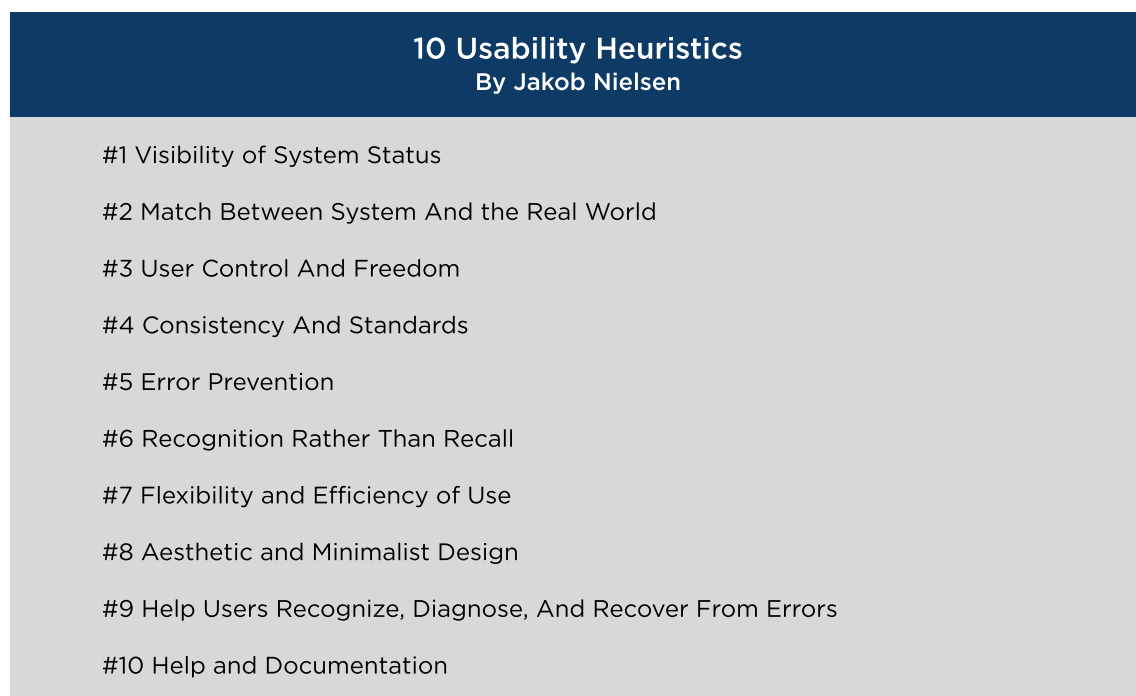 10 Usability Heuristics
By Jakob Nielsen
#1 Visibility of System Status
#2 Match Between System And the Real World
#3 User Control And Freedom
#4 Consistency And Standards
#5 Error Prevention
#6 Recognition Rather Than Recall
#7 Flexibility and Efficiency of Use
#8 Aesthetic and Minimalist Design
#9 Help Users Recognize, Diagnose, And Recover From Errors
#10 Help and Documentation